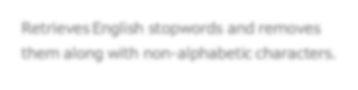 Retrieves English stopwords and removes
them along with non-alphabetic characters.